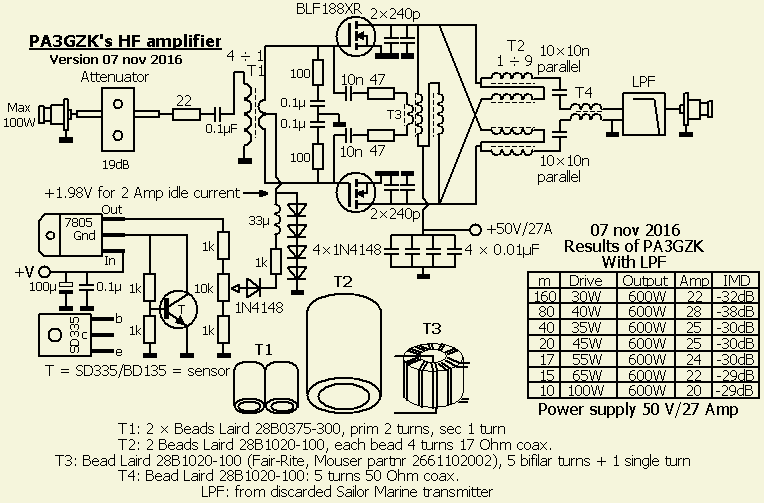 BLF188XR
2×240p
PA3GZK's HF amplifier
Version 07 nov 2016
Attenuator
4 ÷ 1
T1
T2
1 ÷ 9
10×10n
parallel
100
10n 47
T4
LPF
Max
100W
22
0.1µF
0.1µ
0.1µ
T3
19dB
100
10n 47
10×10n
parallel
+1.98V for 2 Amp idle current
2×240p
Out
7805
Gnd
In
33µ
+50V/27A
4×1N4148
4 × 0.01µF
1k
1k
+V
100µ
0.1µ
1k
10k
1N4148
T
SD335
b
c
e
1k
1k
T = SD335/BD135 = sensor
T1
T2
T3
07 nov 2016
Results of PA3GZK
With LPF
m Drive Output Amp IMD
160 30W 600W 22 -32dB
80 40W 600W 28 -38dB
40 35W 600W 25 -30dB
20 45W 600W 25 -30dB
17 55W 600W 24 -30dB
15 65W 600W 22 -29dB
10 100W 600W 20 -29dB
Power supply 50 V/27 Amp
T1: 2 × Beads Laird 28B0375-300, prim 2 turns, sec 1 turn
T2: 2 Beads Laird 28B1020-100, each bead 4 turns 17 Ohm coax.
T3: Bead Laird 28B1020-100 (Fair-Rite, Mouser partnr 2661102002), 5 bifilar turns + 1 single turn
T4: Bead Laird 28B1020-100: 5 turns 50 Ohm coax.
LPF: from discarded Sailor Marine transmitter